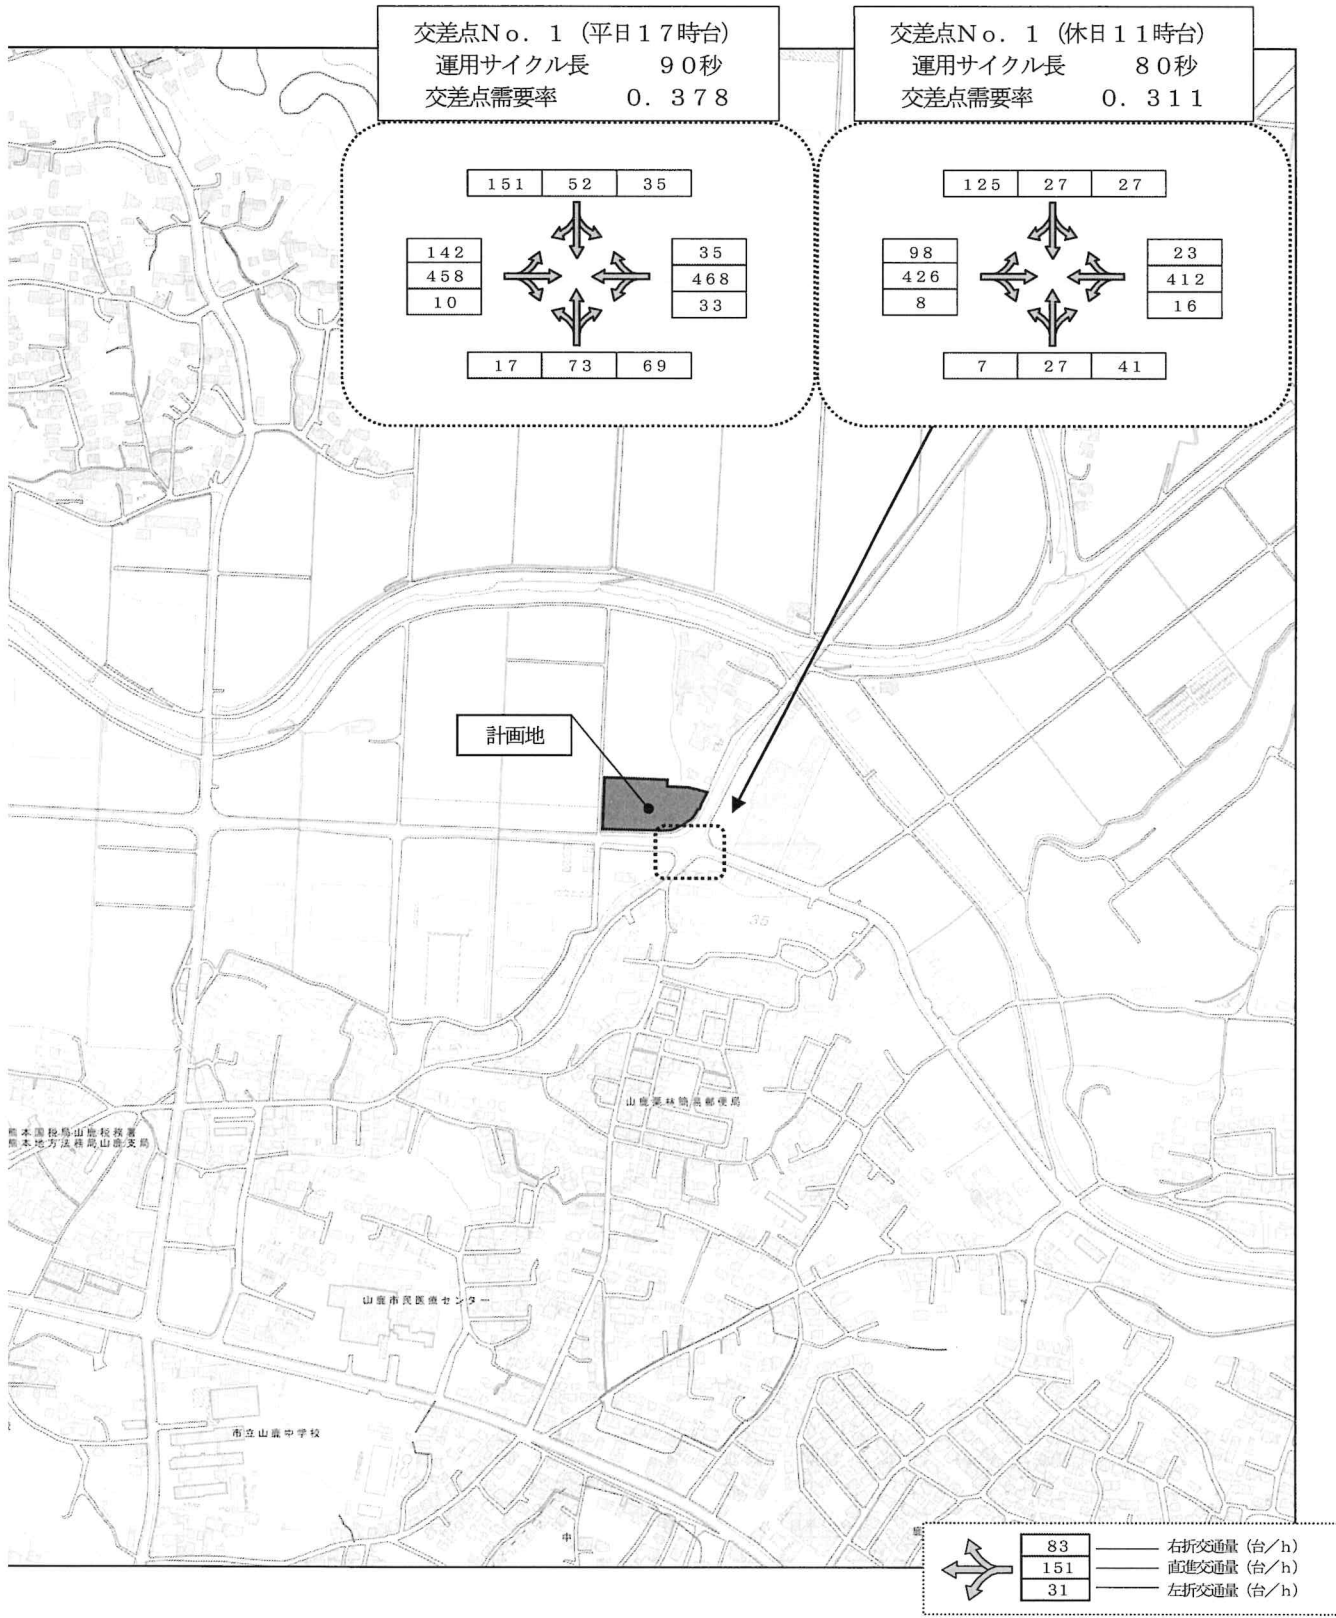 交差点No.1（平日17時台）
運用サイクル長 90秒
交差点需要率 0.378
151 52 35
142
458
10
35
468
33
17 73 69
交差点No.1（休日11時台）
運用サイクル長 80秒
交差点需要率 0.311
125 27 27
98
426
8
23
412
16
7 27 41
計画地
35
山鹿栗林簡易郵便局
熊本国税局山鹿税務署
熊本地方法務局山鹿支局
山鹿市民医療センター
市立山鹿中学校
中
83 右折交通量（台／h）
151 直進交通量（台／h）
31 左折交通量（台／h）